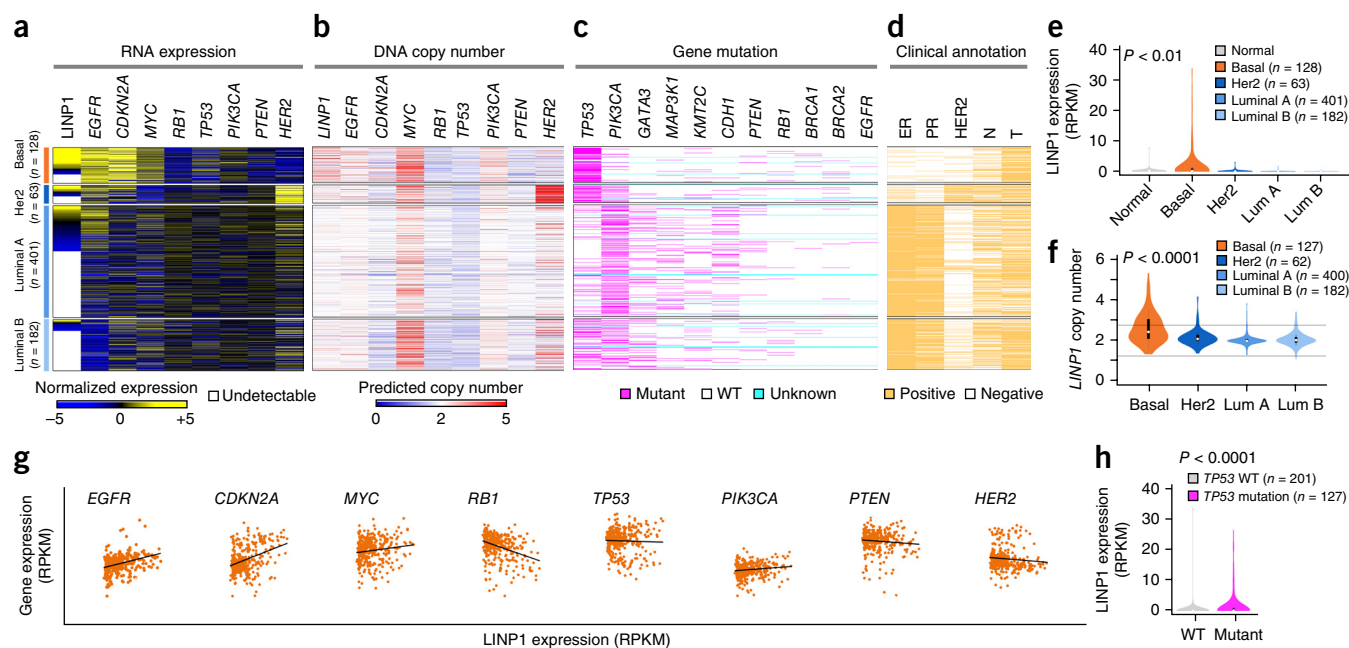 a
RNA expression
LINP1
EGFR
CDKN2A
MYC
RB1
TP53
PIK3CA
PTEN
HER2
Basal
(n = 128)
Her2
(n = 63)
Luminal A
(n = 401)
Luminal B
(n = 182)
Normalized expression
−5
0
+5
Undetectable
b
DNA copy number
LINP1
EGFR
CDKN2A
MYC
RB1
TP53
PIK3CA
PTEN
HER2
Predicted copy number
0
2
5
c
Gene mutation
TP53
PIK3CA
GATA3
MAP3K1
KMT2C
CDH1
PTEN
RB1
BRCA1
BRCA2
EGFR
Mutant
WT
Unknown
d
Clinical annotation
ER
PR
HER2
N
T
Positive
Negative
e
LINP1 expression
(RPKM)
40
30
20
10
0
P < 0.01
Normal
Basal (n = 128)
Her2 (n = 63)
Luminal A (n = 401)
Luminal B (n = 182)
Normal
Basal
Her2
Lum A
Lum B
f
LINP1 copy number
6
4
2
0
P < 0.0001
Basal (n = 127)
Her2 (n = 62)
Luminal A (n = 400)
Luminal B (n = 182)
Basal
Her2
Lum A
Lum B
g
Gene expression
(RPKM)
EGFR
CDKN2A
MYC
RB1
TP53
PIK3CA
PTEN
HER2
LINP1 expression (RPKM)
h
P < 0.0001
TP53 WT (n = 201)
TP53 mutation (n = 127)
LINP1 expression
(RPKM)
40
30
20
10
0
WT
Mutant